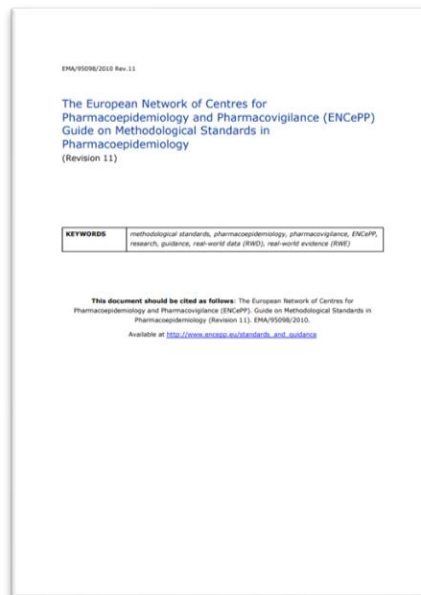 EMA/95098/2010 Rev.11
The European Network of Centres for
Pharmacoepidemiology and Pharmacovigilance (ENCePP)
Guide on Methodological Standards in
Pharmacoepidemiology
(Revision 11)
KEYWORDS methodological standards, pharmacoepidemiology, pharmacovigilance, ENCePP,
research, guidance, real-world data (RWD), real-world evidence (RWE)
This document should be cited as follows: The European Network of Centres for
Pharmacoepidemiology and Pharmacovigilance (ENCePP). Guide on Methodological Standards in
Pharmacoepidemiology (Revision 11). EMA/95098/2010.
Available at http://www.encepp.eu/standards_and_guidance